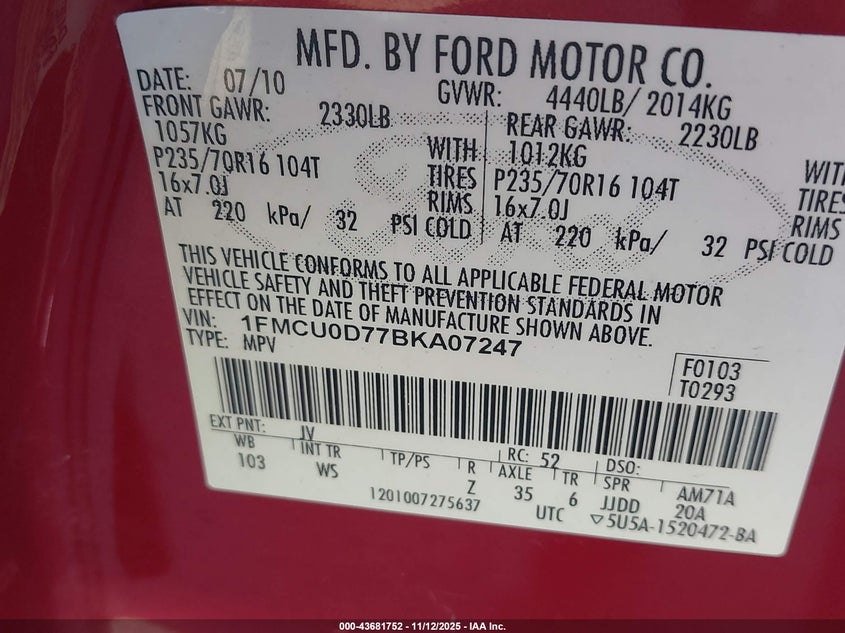 MFD. BY FORD MOTOR CO.
DATE: 07/10 GVWR: 4440LB/ 2014KG
FRONT GAWR: 2330LB REAR GAWR: 2230LB
1057KG WITH 1012KG WITH
P235/70R16 104T TIRES P235/70R16 104T TIRES
16x7.0J RIMS 16x7.0J RIMS
AT 220 kPa/ 32 PSI COLD AT 220 kPa/ 32 PSI COLD
THIS VEHICLE CONFORMS TO ALL APPLICABLE FEDERAL MOTOR
VEHICLE SAFETY AND THEFT PREVENTION STANDARDS IN
EFFECT ON THE DATE OF MANUFACTURE SHOWN ABOVE.
VIN: 1FMCU0D77BKA07247
TYPE: MPV
F0103
T0293
EXT PNT: JV RC: 52 DSO:
WB INT TR TP/PS R AXLE TR SPR AM71A
103 WS Z 35 6 JJDD 20A
1201007275637 UTC ▽5U5A-1520472-BA
000-43681752 - 11/12/2025 - IAA Inc.